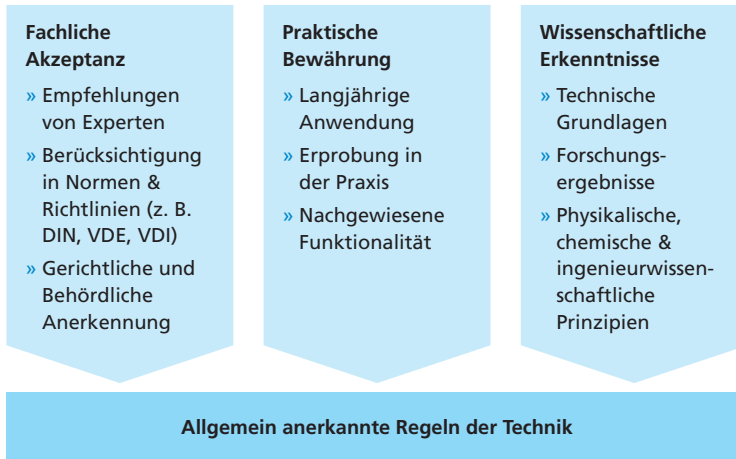 Fachliche
Akzeptanz
» Empfehlungen
von Experten
» Berücksichtigung
in Normen &
Richtlinien (z. B.
DIN, VDE, VDI)
» Gerichtliche und
Behördliche
Anerkennung
Praktische
Bewährung
» Langjährige
Anwendung
» Erprobung in
der Praxis
» Nachgewiesene
Funktionalität
Wissenschaftliche
Erkenntnisse
» Technische
Grundlagen
» Forschungs-
ergebnisse
» Physikalische,
chemische &
ingenieurwissen-
schaftliche
Prinzipien
Allgemein anerkannte Regeln der Technik